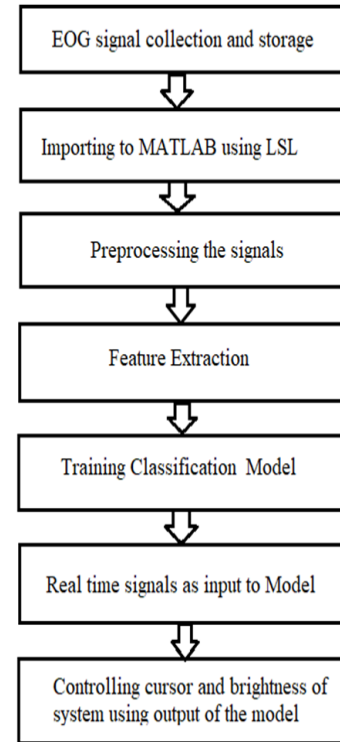 EOG signal collection and storage
Importing to MATLAB using LSL
Preprocessing the signals
Feature Extraction
Training Classification Model
Real time signals as input to Model
Controlling cursor and brightness of
system using output of the model